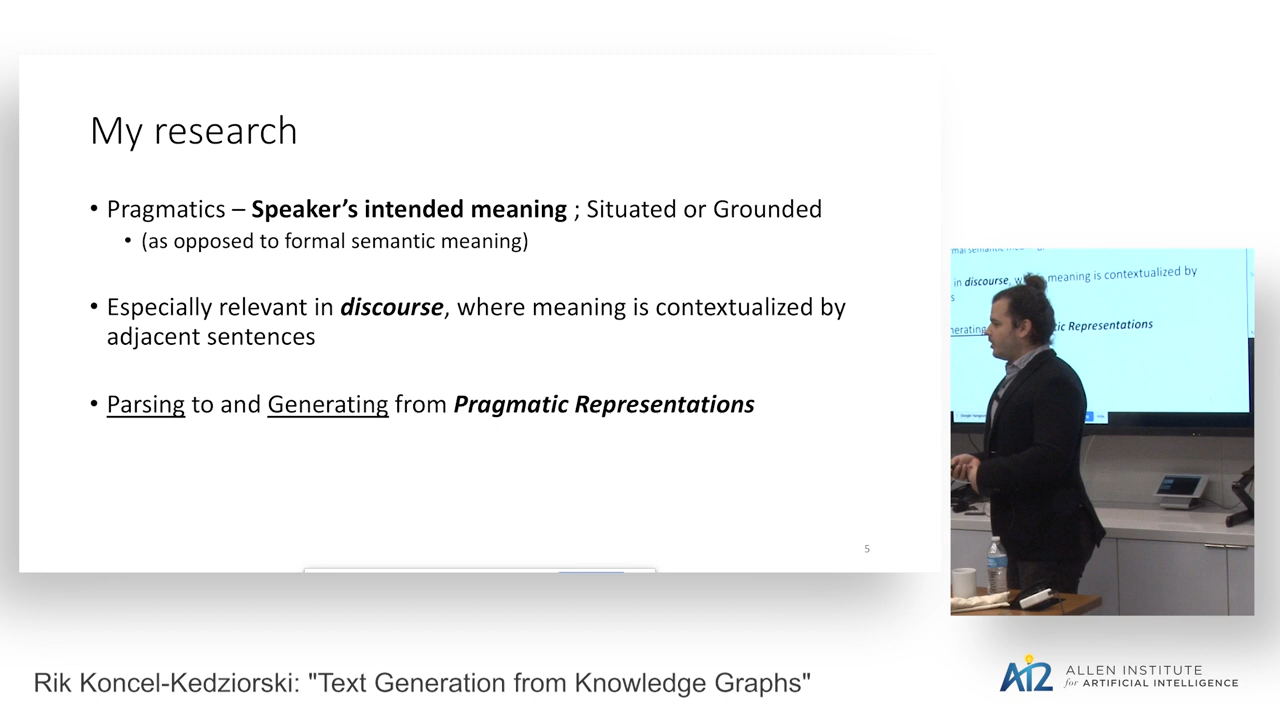 My research
• Pragmatics – Speaker's intended meaning ; Situated or Grounded
• (as opposed to formal semantic meaning)
• Especially relevant in discourse, where meaning is contextualized by
adjacent sentences
• Parsing to and Generating from Pragmatic Representations
5
in discourse, meaning is contextualized by
Representations
Rik Koncel-Kedziorski: "Text Generation from Knowledge Graphs"
AI2 ALLEN INSTITUTE
for ARTIFICIAL INTELLIGENCE